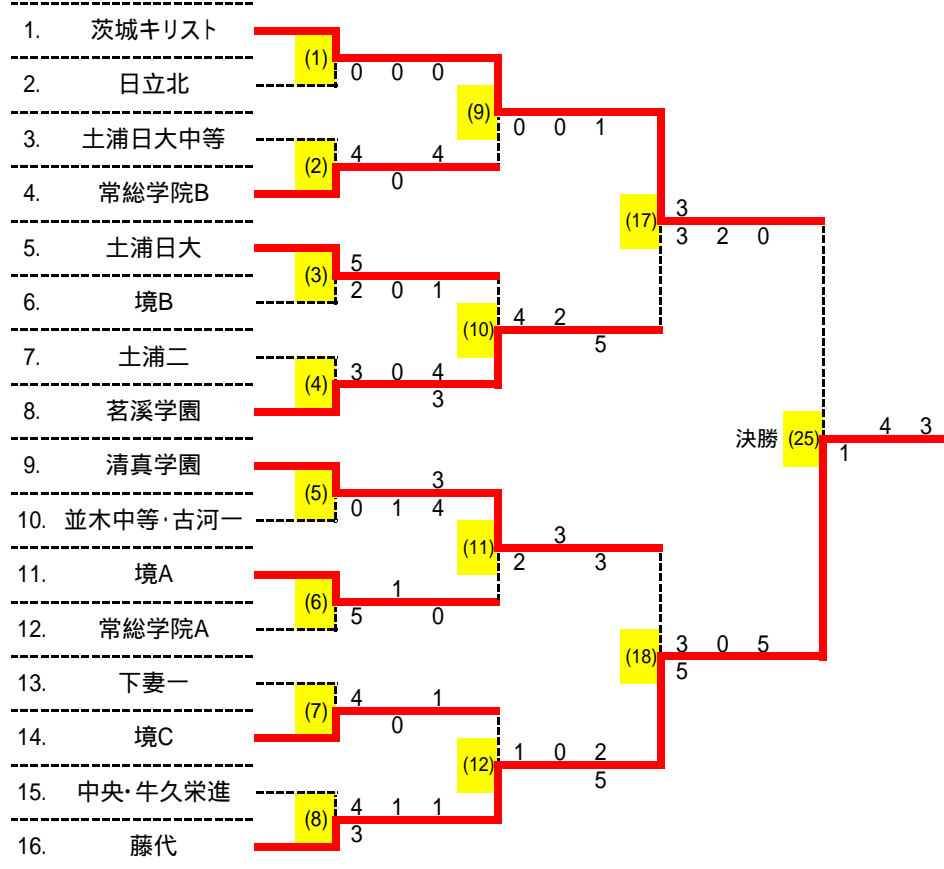 1. 茨城キリスト
(1)
0 0 0
2. 日立北
(9)
0 0 1
3. 土浦日大中等
(2)
4 4
0
4. 常総学院B
(17)
3
3 2 0
5. 土浦日大
(3)
5
2 0 1
6. 境B
(10)
4 2
5
7. 土浦二
(4)
3 0 4
3
8. 茗溪学園
決勝 (25)
4 3
1
9. 清真学園
(5)
3
0 1 4
10. 並木中等・古河一
(11)
3
2 3
11. 境A
(6)
1
5 0
12. 常総学院A
(18)
3 0 5
5
13. 下妻一
(7)
4 1
0
14. 境C
(12)
1 0 2
5
15. 中央・牛久栄進
(8)
4 1 1
3
16. 藤代